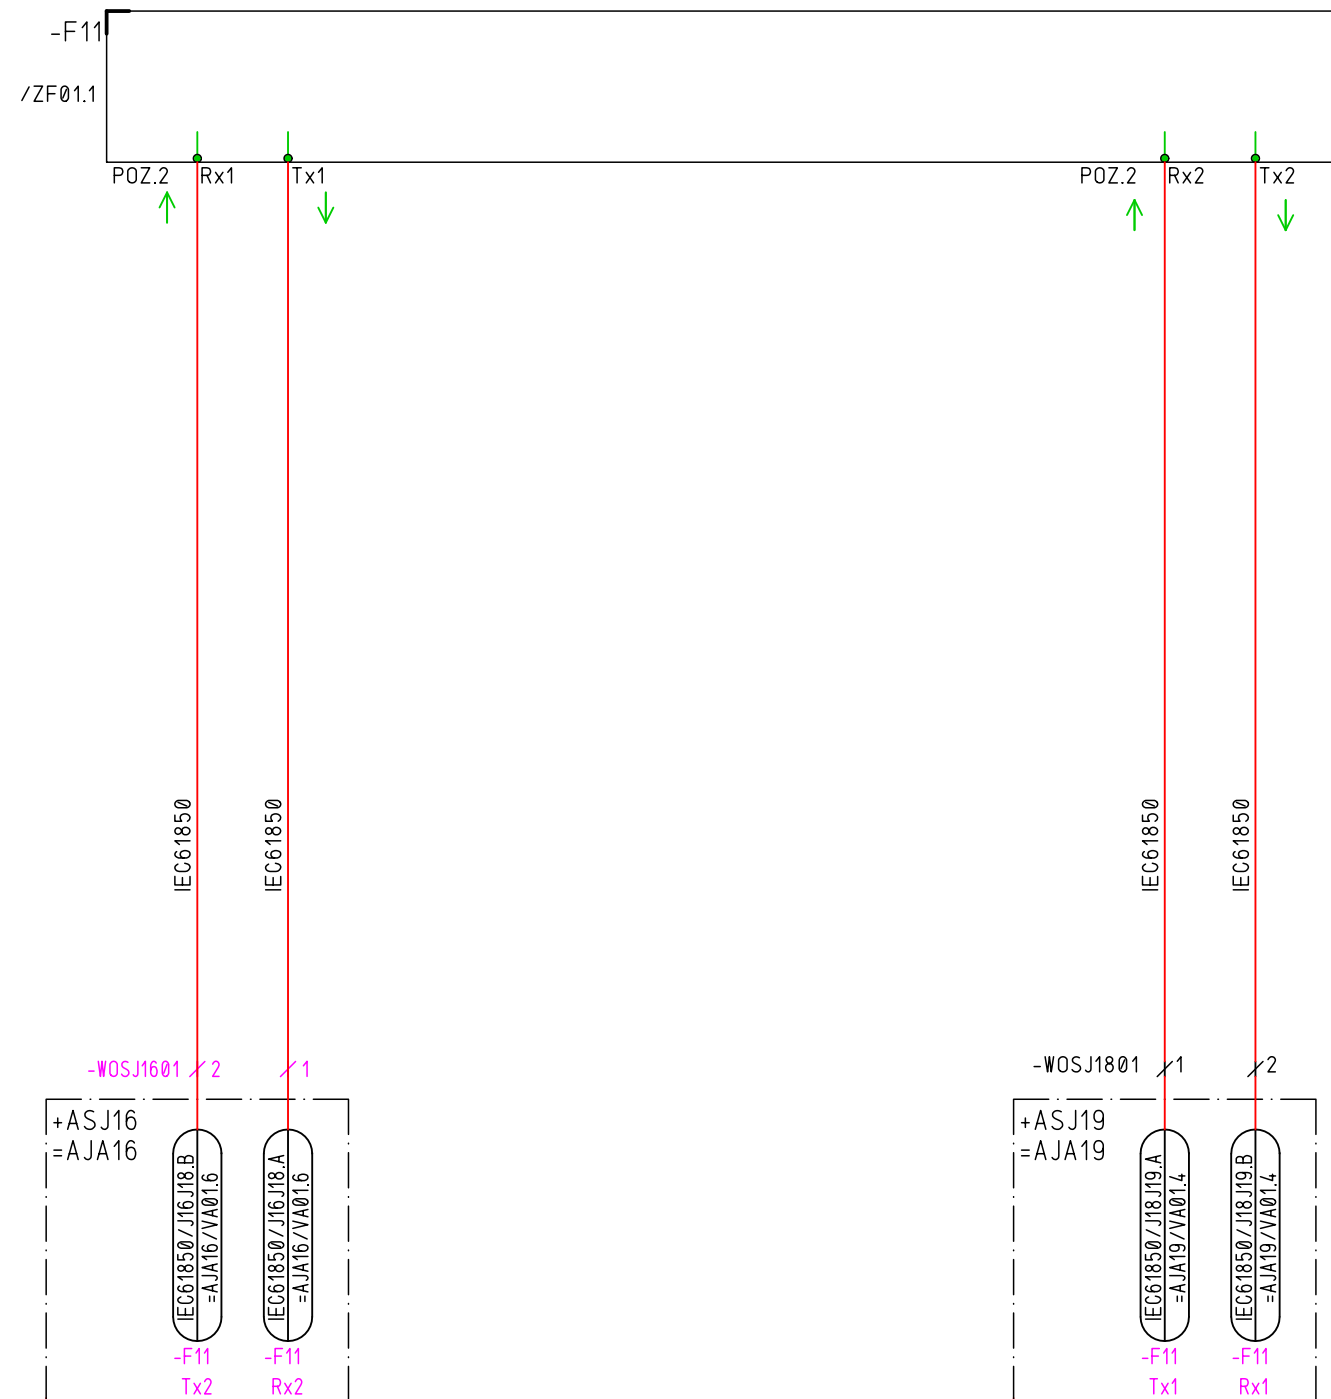 -F11
/ZF01.1
POZ.2 Rx1 Tx1
POZ.2 Rx2 Tx2
IEC61850
IEC61850
IEC61850
IEC61850
-WOSJ1601 2 1
-WOSJ1801 1 2
+ASJ16
=AJA16
+ASJ19
=AJA19
IEC61850/J16J18.B
=AJA16/VA01.6
IEC61850/J16J18.A
=AJA16/VA01.6
IEC61850/J18J19.A
=AJA19/VA01.4
IEC61850/J18J19.B
=AJA19/VA01.4
-F11 -F11
Tx2 Rx2
-F11 -F11
Tx1 Rx1